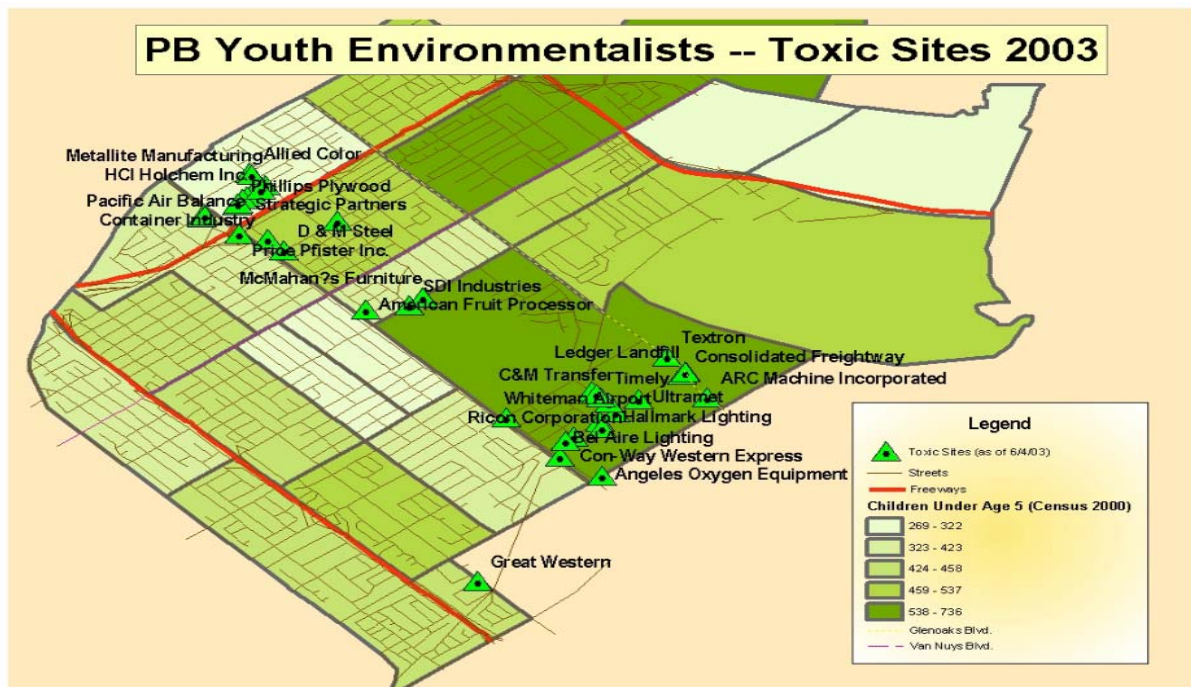 PB Youth Environmentalists -- Toxic Sites 2003
Metallite Manufacturing
Allied Color
HCI Holchem Inc.
Phillips Plywood
Pacific Air Balance
Strategic Partners
Container Industry
D & M Steel
Price Pfister Inc.
McMahan?s Furniture
SDI Industries
American Fruit Processor
Textron
Ledger Landfill
Consolidated Freightway
C&M Transfer
Timely
ARC Machine Incorporated
Whiteman Airport
Ultramet
Ricon Corporation
Hallmark Lighting
Bel Aire Lighting
Con-Way Western Express
Angeles Oxygen Equipment
Great Western
Legend
Toxic Sites (as of 6/4/03)
Streets
Freeways
Children Under Age 5 (Census 2000)
269 - 322
323 - 423
424 - 458
459 - 537
538 - 736
Glenoaks Blvd.
Van Nuys Blvd.